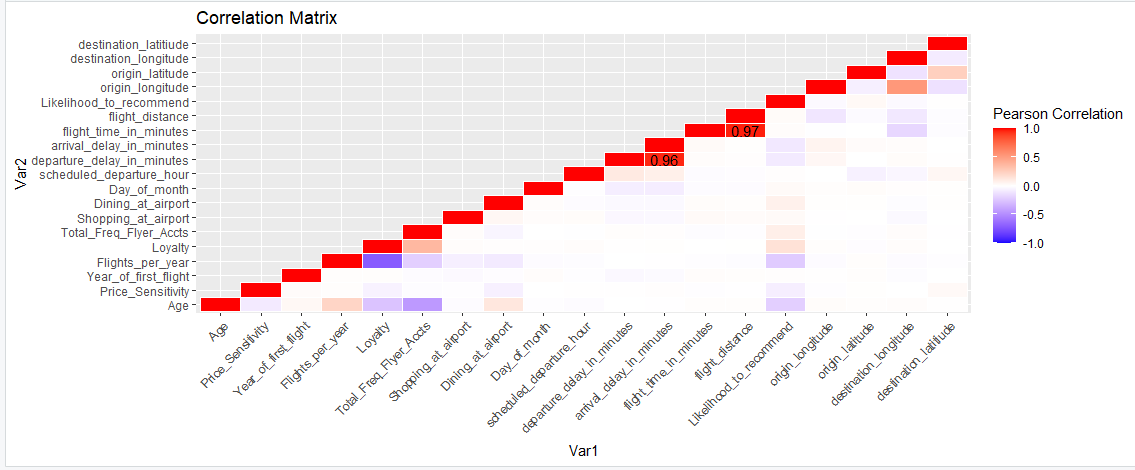 Correlation Matrix
destination_latitiude
destination_longitude
origin_latitude
origin_longitude
Likelihood_to_recommend
flight_distance
flight_time_in_minutes
0.97
arrival_delay_in_minutes
departure_delay_in_minutes
0.96
scheduled_departure_hour
Day_of_month
Dining_at_airport
Shopping_at_airport
Total_Freq_Flyer_Accts
Loyalty
Flights_per_year
Year_of_first_flight
Price_Sensitivity
Age
Var2
Age
Price_Sensitivity
Year_of_first_flight
Flights_per_year
Loyalty
Total_Freq_Flyer_Accts
Shopping_at_airport
Dining_at_airport
Day_of_month
scheduled_departure_hour
departure_delay_in_minutes
arrival_delay_in_minutes
flight_time_in_minutes
flight_distance
Likelihood_to_recommend
origin_longitude
origin_latitude
destination_longitude
destination_latitiude
Var1
Pearson Correlation
1.0
0.5
0.0
-0.5
-1.0